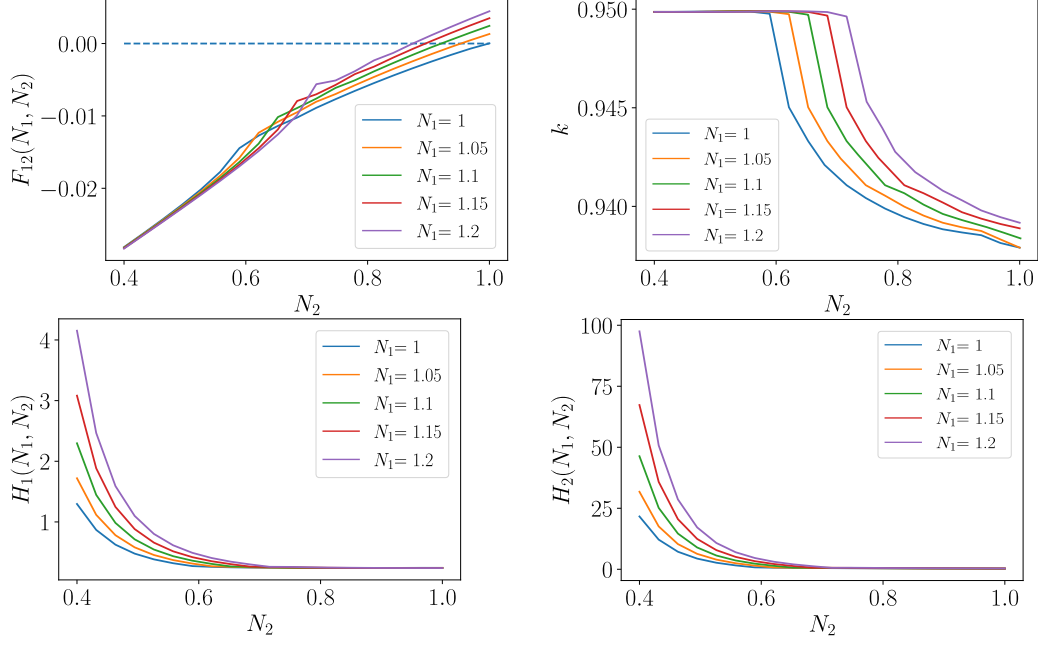 0.00
−0.01
−0.02
F12(N1, N2)
N1= 1
N1= 1.05
N1= 1.1
N1= 1.15
N1= 1.2
0.4 0.6 0.8 1.0
N2
0.950
0.945
0.940
k
N1= 1
N1= 1.05
N1= 1.1
N1= 1.15
N1= 1.2
0.4 0.6 0.8 1.0
N2
4
3
2
1
H1(N1, N2)
N1= 1
N1= 1.05
N1= 1.1
N1= 1.15
N1= 1.2
0.4 0.6 0.8 1.0
N2
100
75
50
25
0
H2(N1, N2)
N1= 1
N1= 1.05
N1= 1.1
N1= 1.15
N1= 1.2
0.4 0.6 0.8 1.0
N2